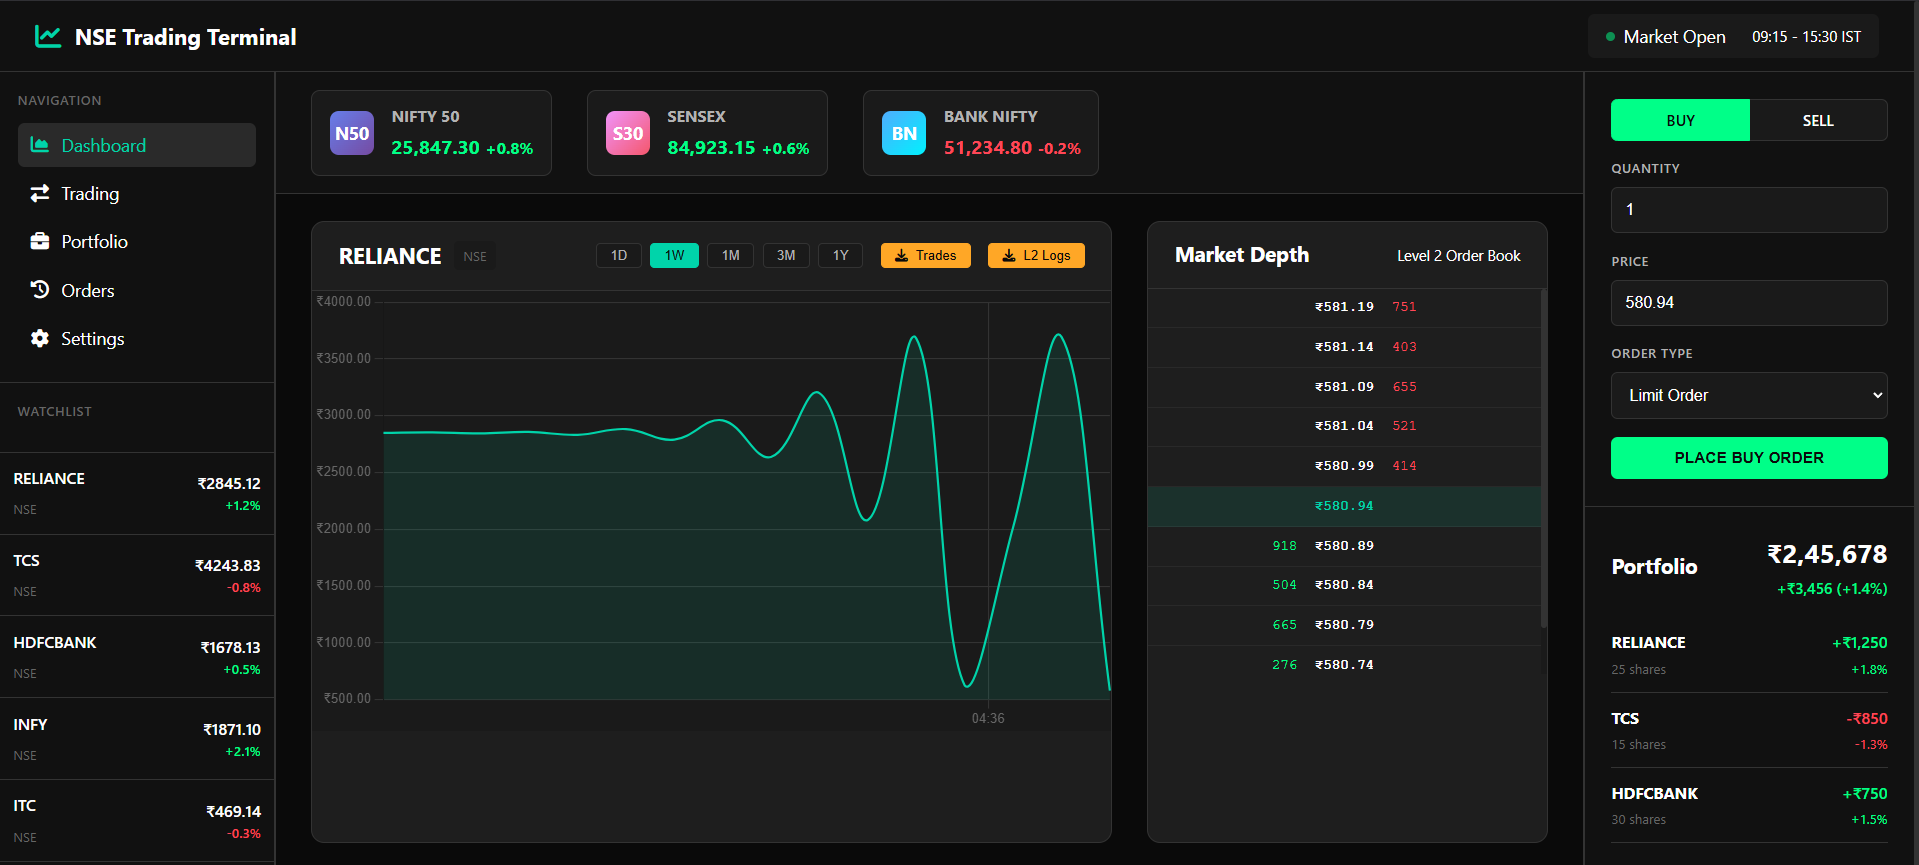 NSE Trading Terminal
Market Open 09:15 - 15:30 IST
NAVIGATION
Dashboard
Trading
Portfolio
Orders
Settings
WATCHLIST
RELIANCE ₹2845.12
NSE +1.2%
TCS ₹4243.83
NSE -0.8%
HDFCBANK ₹1678.13
NSE +0.5%
INFY ₹1871.10
NSE +2.1%
ITC ₹469.14
NSE -0.3%
N50 NIFTY 50
25,847.30 +0.8%
S30 SENSEX
84,923.15 +0.6%
BN BANK NIFTY
51,234.80 -0.2%
RELIANCE NSE 1D 1W 1M 3M 1Y Trades L2 Logs
₹4000.00
₹3500.00
₹3000.00
₹2500.00
₹2000.00
₹1500.00
₹1000.00
₹500.00
04:36
Market Depth Level 2 Order Book
₹581.19 751
₹581.14 403
₹581.09 655
₹581.04 521
₹580.99 414
₹580.94
918 ₹580.89
504 ₹580.84
665 ₹580.79
276 ₹580.74
BUY SELL
QUANTITY
1
PRICE
580.94
ORDER TYPE
Limit Order
PLACE BUY ORDER
Portfolio ₹2,45,678
+₹3,456 (+1.4%)
RELIANCE +₹1,250
25 shares +1.8%
TCS -₹850
15 shares -1.3%
HDFCBANK +₹750
30 shares +1.5%